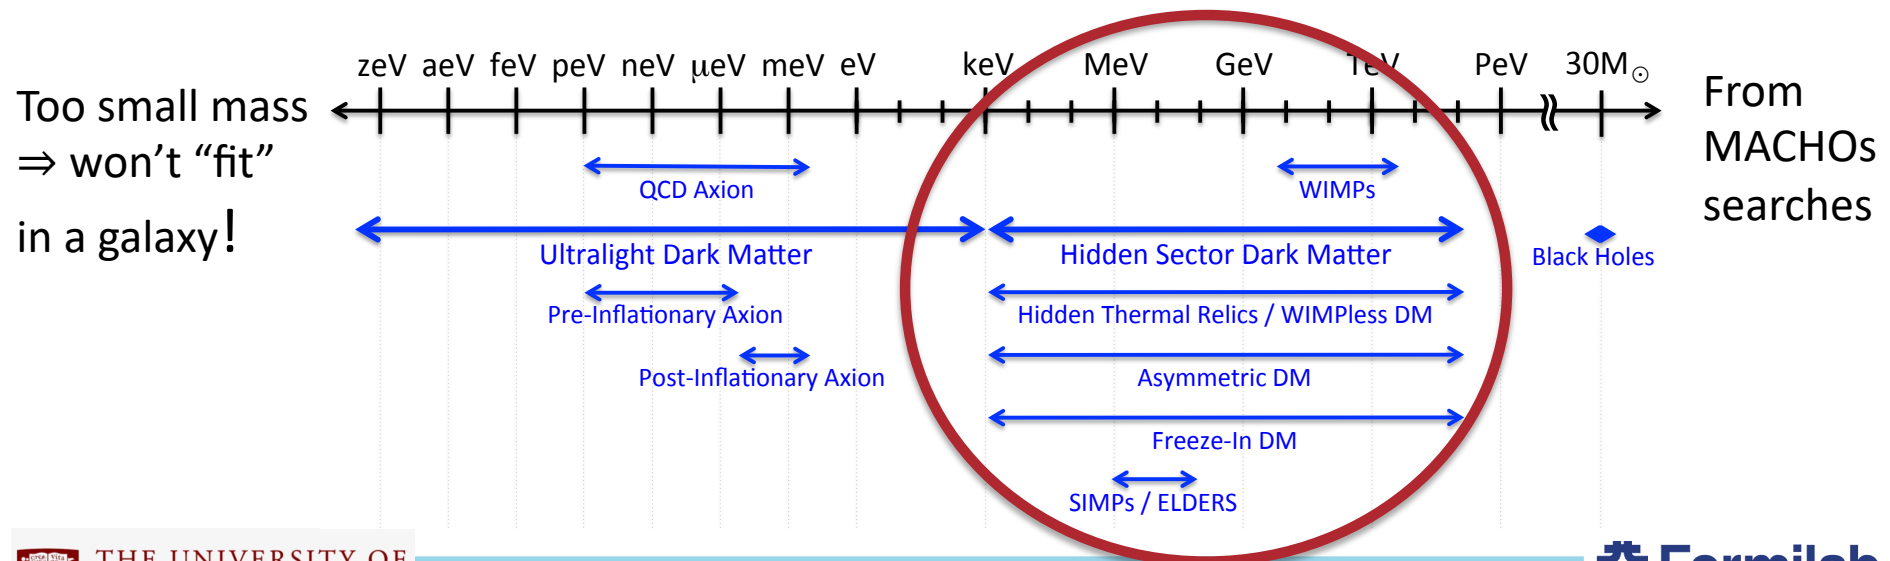 zeV aeV feV peV neV μeV meV eV keV MeV GeV TeV PeV 30M☉
Too small mass
⇒ won't "fit"
in a galaxy!
From
MACHOs
searches
QCD Axion
WIMPs
Ultralight Dark Matter
Hidden Sector Dark Matter
Black Holes
Pre-Inflationary Axion
Hidden Thermal Relics / WIMPless DM
Post-Inflationary Axion
Asymmetric DM
Freeze-In DM
SIMPs / ELDERS
THE UNIVERSITY OF
Fermilab